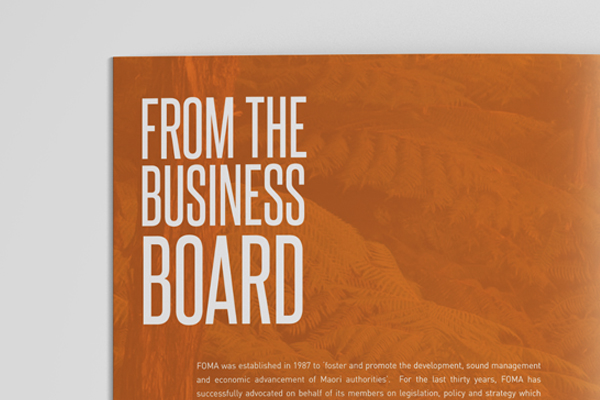 FROM THE
BUSINESS
BOARD
FOMA was established in 1987 to 'foster and promote the development, sound management
and economic advancement of Maori authorities'. For the last thirty years, FOMA has
successfully advocated on behalf of its members on legislation, policy and strategy which